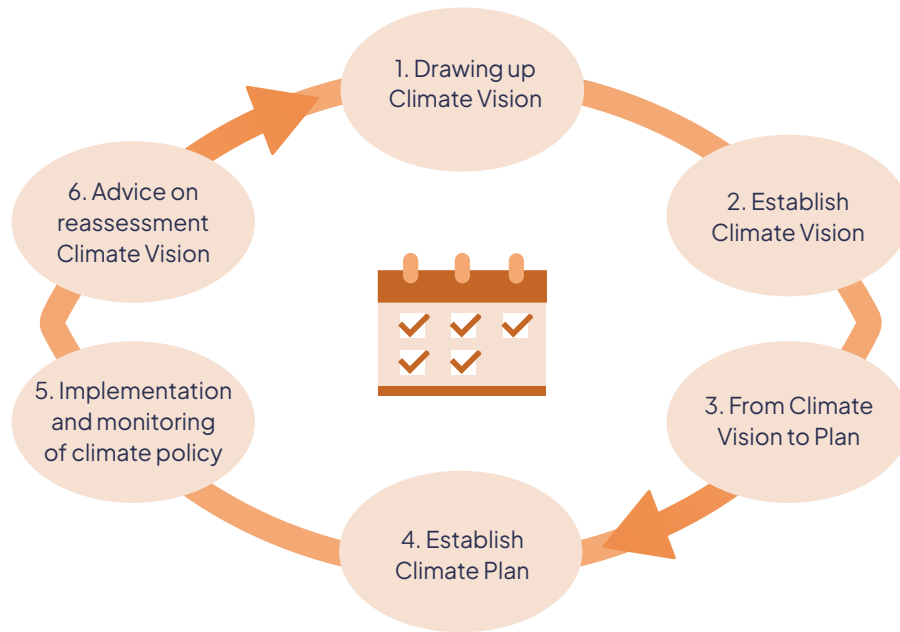 1. Drawing up
Climate Vision
2. Establish
Climate Vision
3. From Climate
Vision to Plan
4. Establish
Climate Plan
5. Implementation
and monitoring
of climate policy
6. Advice on
reassessment
Climate Vision